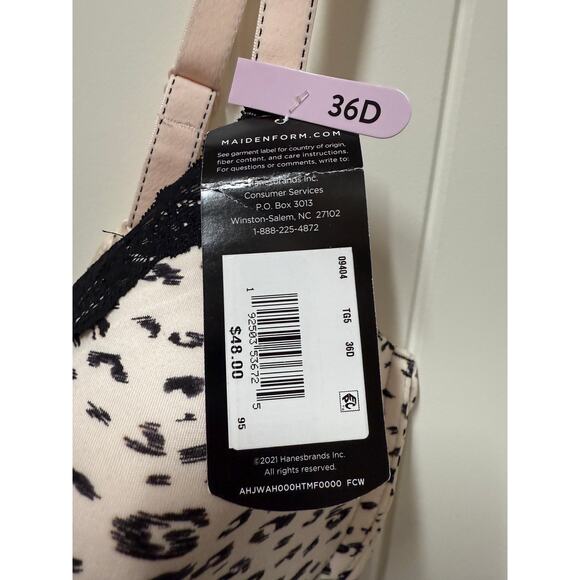 36D
MAIDENFORM.COM
See garment label for country of origin,
fiber content, and care instructions.
For questions or comments, write to:
Hanesbrands Inc.
Consumer Services
P.O. Box 3013
Winston-Salem, NC 27102
1-888-225-4872
09404 TG5 36D
1 92503 53672 5
$48.00
95
©2021 Hanesbrands Inc.
All rights reserved.
AHJWAH000HTMF0000 FCW